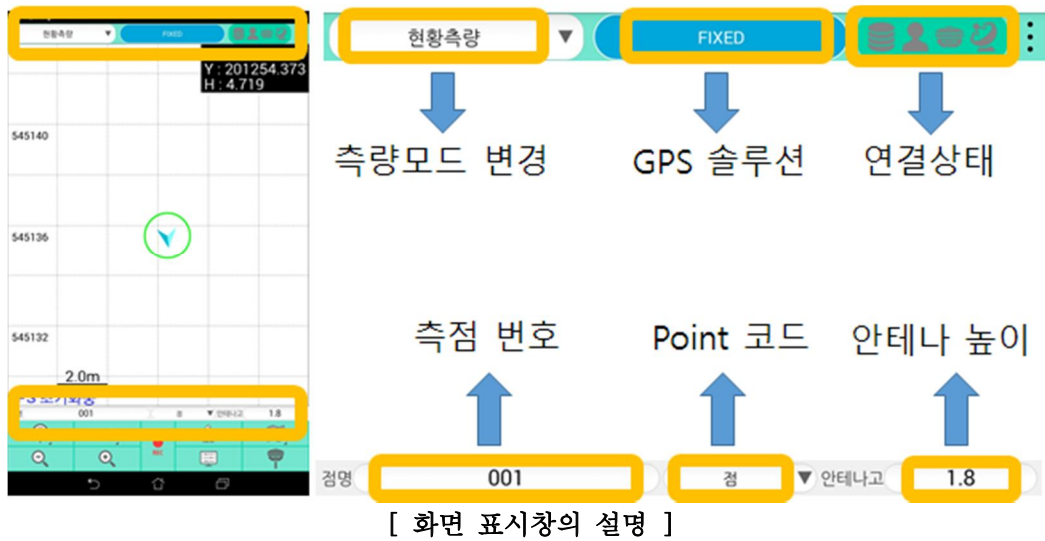 현황측량 ▼ FIXED
Y : 201254.373
H : 4.719
545140
545136
545132
2.0m
001 점 ▼ 안테나고 1.8
REC
현황측량 ▼ FIXED
측량모드 변경 GPS 솔루션 연결상태
측점 번호 Point 코드 안테나 높이
점명 001 점 ▼ 안테나고 1.8
[ 화면 표시창의 설명 ]